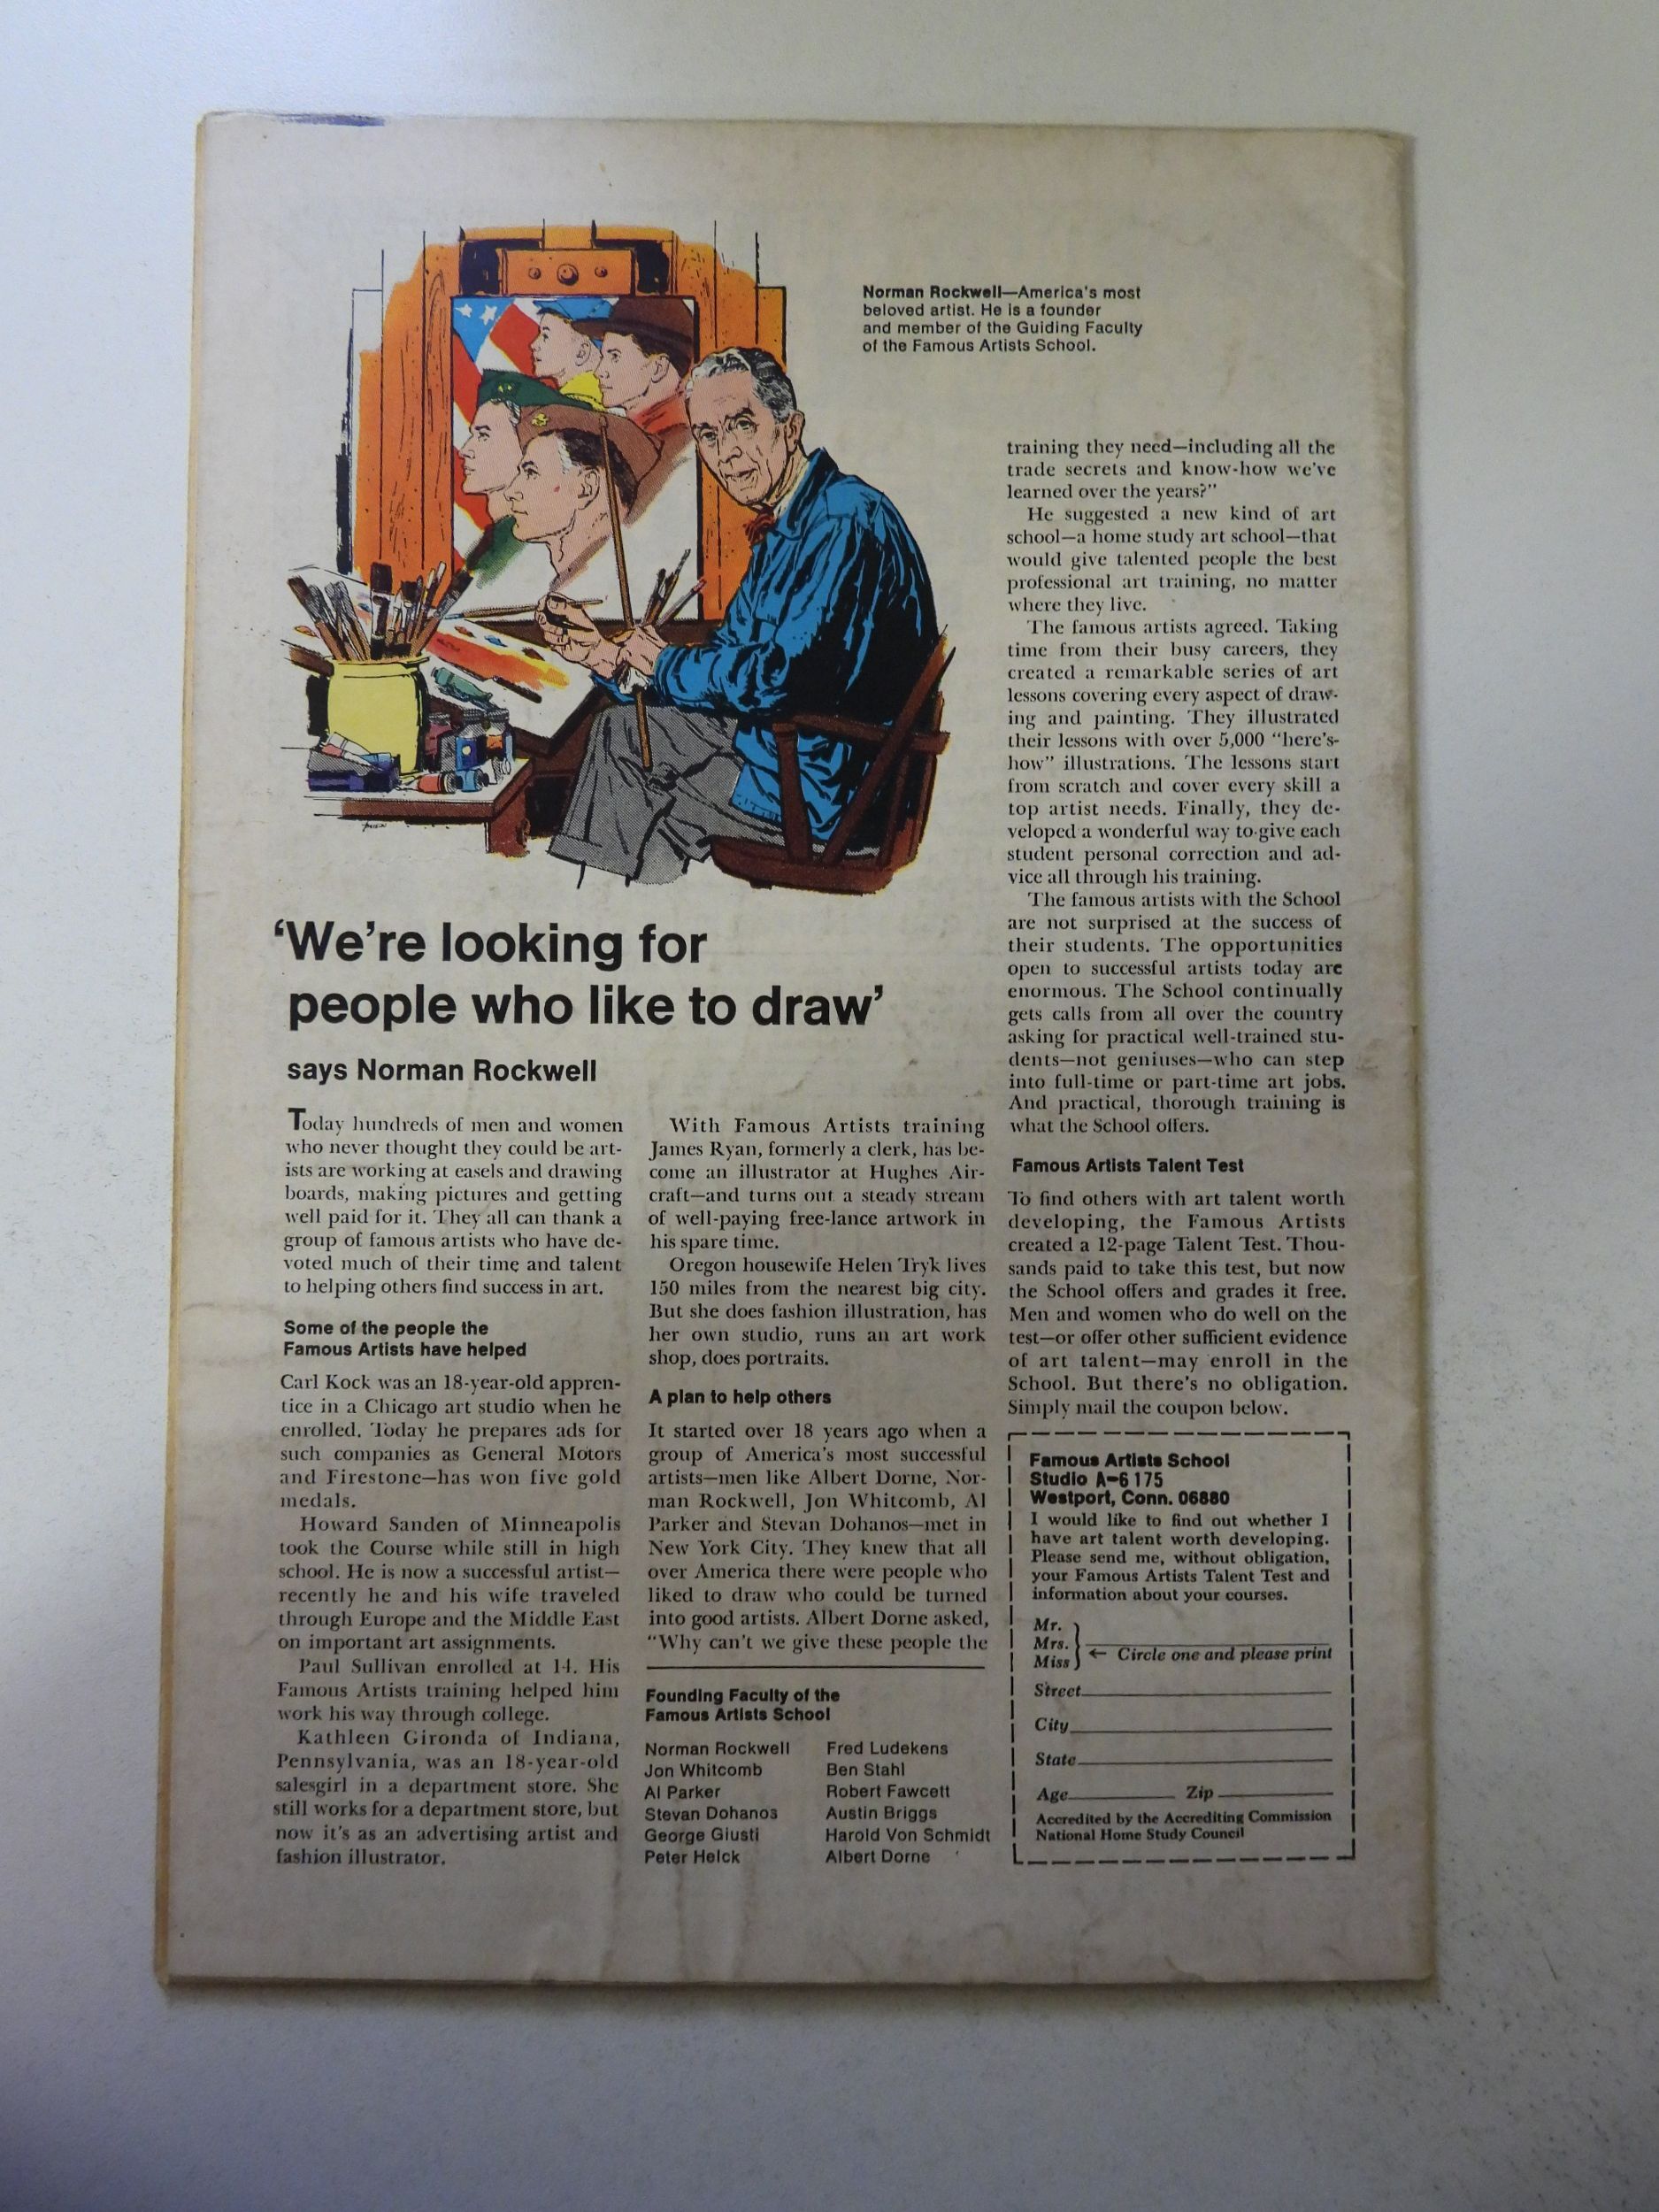 Norman Rockwell—America's most
beloved artist. He is a founder
and member of the Guiding Faculty
of the Famous Artists School.
'We're looking for
people who like to draw'
says Norman Rockwell
Today hundreds of men and women
who never thought they could be art-
ists are working at easels and drawing
boards, making pictures and getting
well paid for it. They all can thank a
group of famous artists who have de-
voted much of their time and talent
to helping others find success in art.
Some of the people the
Famous Artists have helped
Carl Kock was an 18-year-old appren-
tice in a Chicago art studio when he
enrolled. Today he prepares ads for
such companies as General Motors
and Firestone—has won five gold
medals.
Howard Sanden of Minneapolis
took the Course while still in high
school. He is now a successful artist—
recently he and his wife traveled
through Europe and the Middle East
on important art assignments.
Paul Sullivan enrolled at 14. His
Famous Artists training helped him
work his way through college.
Kathleen Gironda of Indiana,
Pennsylvania, was an 18-year-old
salesgirl in a department store. She
still works for a department store, but
now it's as an advertising artist and
fashion illustrator.
With Famous Artists training
James Ryan, formerly a clerk, has be-
come an illustrator at Hughes Air-
craft—and turns out a steady stream
of well-paying free-lance artwork in
his spare time.
Oregon housewife Helen Tryk lives
150 miles from the nearest big city.
But she does fashion illustration, has
her own studio, runs an art work
shop, does portraits.
A plan to help others
It started over 18 years ago when a
group of America's most successful
artists—men like Albert Dorne, Nor-
man Rockwell, Jon Whitcomb, Al
Parker and Stevan Dohanos—met in
New York City. They knew that all
over America there were people who
liked to draw who could be turned
into good artists. Albert Dorne asked,
"Why can't we give these people the
Founding Faculty of the
Famous Artists School
Norman Rockwell
Jon Whitcomb
Al Parker
Stevan Dohanos
George Giusti
Peter Helck
Fred Ludekens
Ben Stahl
Robert Fawcett
Austin Briggs
Harold Von Schmidt
Albert Dorne
training they need—including all the
trade secrets and know-how we've
learned over the years?"
He suggested a new kind of art
school—a home study art school—that
would give talented people the best
professional art training, no matter
where they live.
The famous artists agreed. Taking
time from their busy careers, they
created a remarkable series of art
lessons covering every aspect of draw-
ing and painting. They illustrated
their lessons with over 5,000 "here's-
how" illustrations. The lessons start
from scratch and cover every skill a
top artist needs. Finally, they de-
veloped a wonderful way to give each
student personal correction and ad-
vice all through his training.
The famous artists with the School
are not surprised at the success of
their students. The opportunities
open to successful artists today are
enormous. The School continually
gets calls from all over the country
asking for practical well-trained stu-
dents—not geniuses—who can step
into full-time or part-time art jobs.
And practical, thorough training is
what the School offers.
Famous Artists Talent Test
To find others with art talent worth
developing, the Famous Artists
created a 12-page Talent Test. Thou-
sands paid to take this test, but now
the School offers and grades it free.
Men and women who do well on the
test—or offer other sufficient evidence
of art talent—may enroll in the
School. But there's no obligation.
Simply mail the coupon below.
Famous Artists School
Studio A-6175
Westport, Conn. 06880
I would like to find out whether I
have art talent worth developing.
Please send me, without obligation,
your Famous Artists Talent Test and
information about your courses.
Mr.
Mrs.
Miss
← Circle one and please print
Street
City
State
Age Zip
Accredited by the Accrediting Commission
National Home Study Council